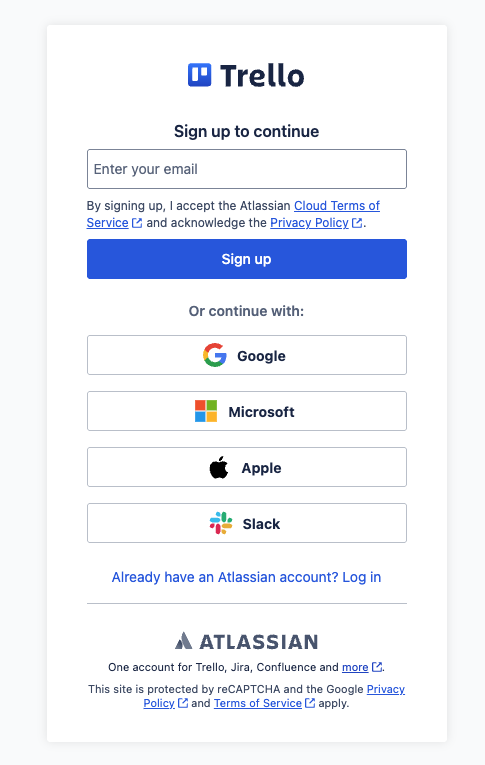 Trello
Sign up to continue
Enter your email
By signing up, I accept the Atlassian Cloud Terms of
Service and acknowledge the Privacy Policy.
Sign up
Or continue with:
Google
Microsoft
Apple
Slack
Already have an Atlassian account? Log in
ATLASSIAN
One account for Trello, Jira, Confluence and more.
This site is protected by reCAPTCHA and the Google Privacy
Policy and Terms of Service apply.